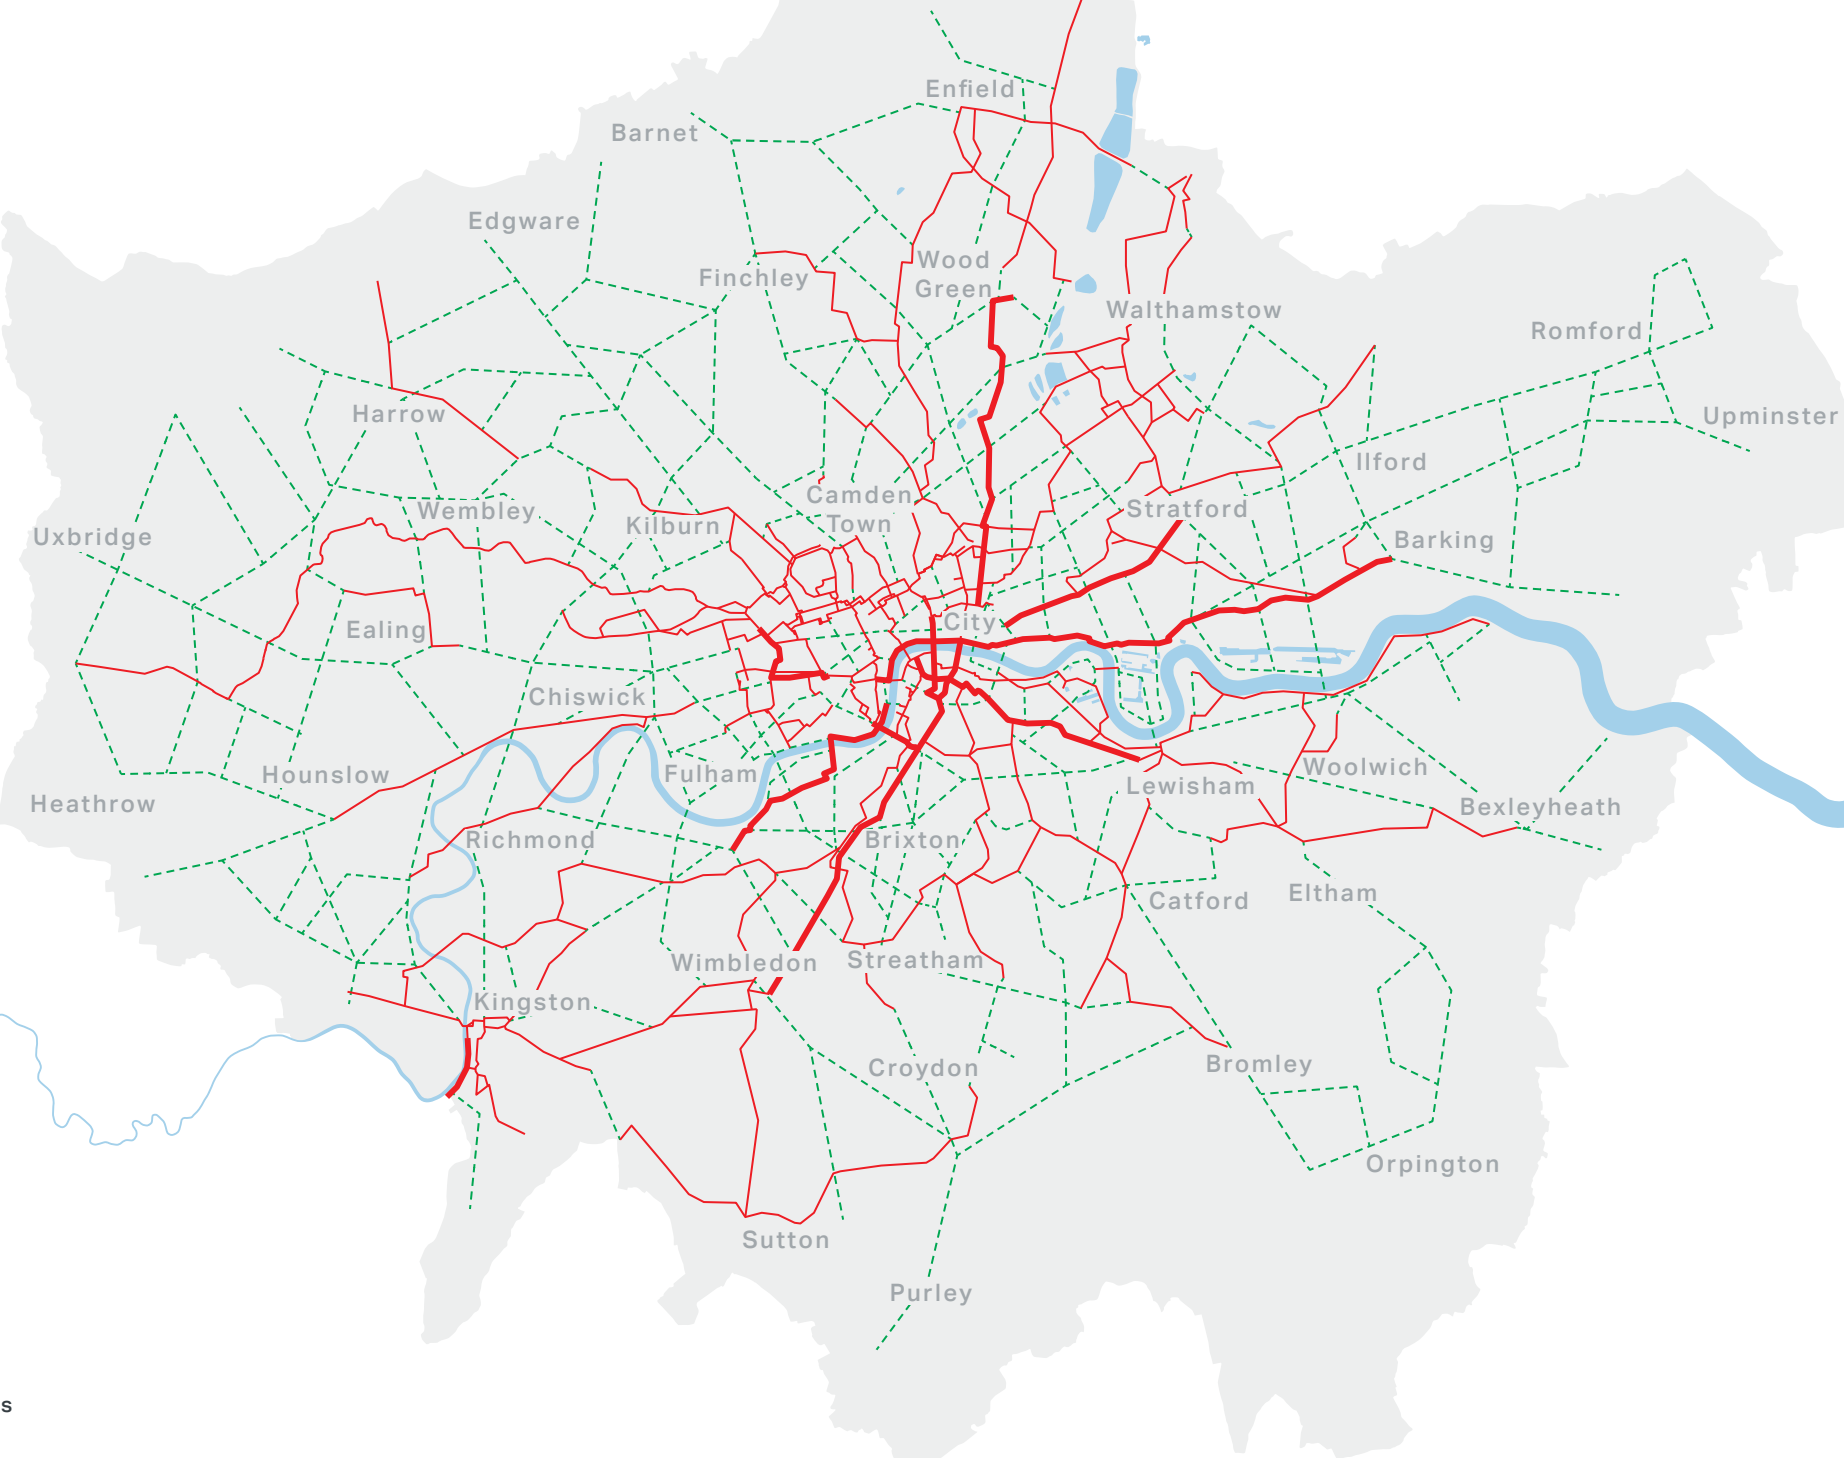 Enfield
Barnet
Edgware
Wood
Green
Finchley
Walthamstow
Romford
Harrow
Upminster
Ilford
Camden
Town
Wembley
Kilburn
Stratford
Uxbridge
Barking
Ealing
City
Chiswick
Hounslow
Fulham
Woolwich
Heathrow
Lewisham
Bexleyheath
Richmond
Brixton
Catford
Eltham
Wimbledon
Streatham
Kingston
Croydon
Bromley
Orpington
Sutton
Purley
s